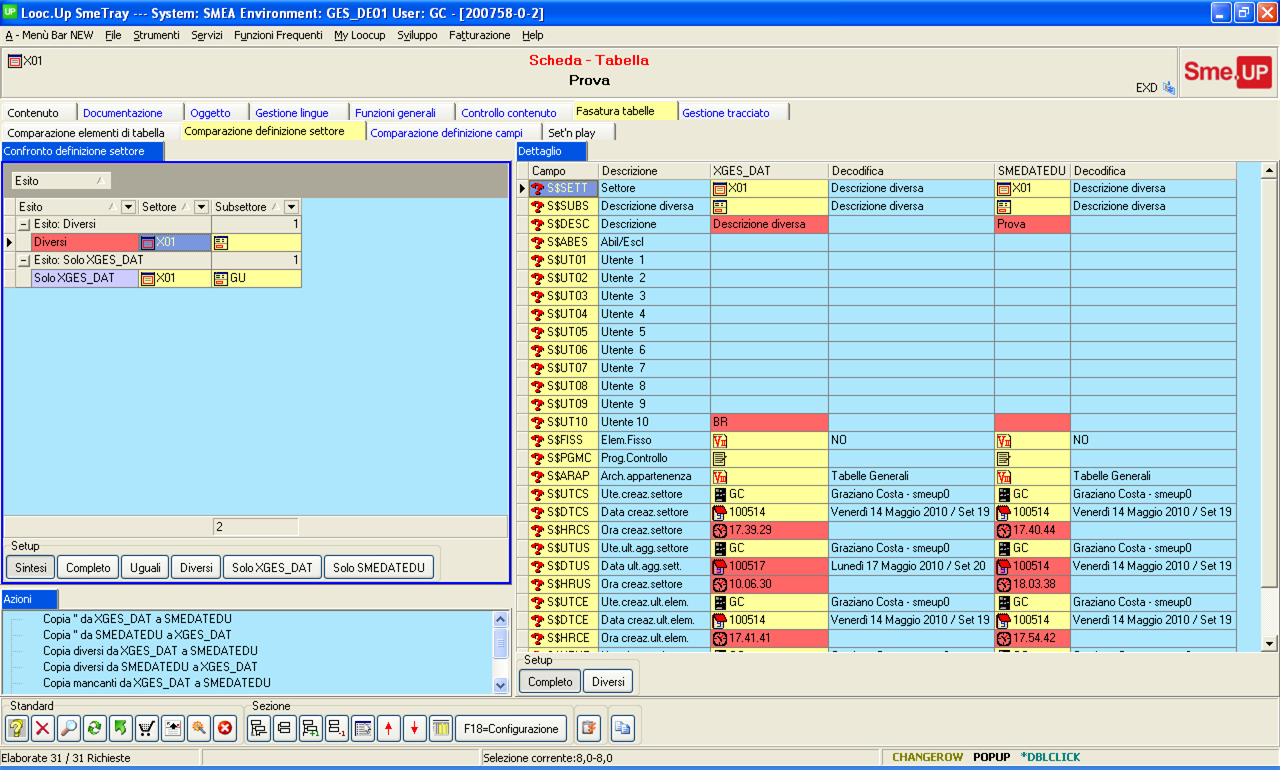 UP Looc.Up SmeTray --- System: SMEA Environment: GES_DE01 User: GC - [200758-0-2]
A - Menù Bar NEW File Strumenti Servizi Funzioni Frequenti My Loocup Sviluppo Fatturazione Help
X01
Scheda - Tabella
Prova
EXD
Sme.UP
Contenuto Documentazione Oggetto Gestione lingue Funzioni generali Controllo contenuto Fasatura tabelle Gestione tracciato
Comparazione elementi di tabella Comparazione definizione settore Comparazione definizione campi Set'n play
Confronto definizione settore
Esito
Esito Settore Subsettore
Esito: Diversi 1
Diversi X01
Esito: Solo XGES_DAT 1
Solo XGES_DAT X01 GU
2
Setup
Sintesi Completo Uguali Diversi Solo XGES_DAT Solo SMEDATEDU
Azioni
Copia '' da XGES_DAT a SMEDATEDU
Copia '' da SMEDATEDU a XGES_DAT
Copia diversi da XGES_DAT a SMEDATEDU
Copia diversi da SMEDATEDU a XGES_DAT
Copia mancanti da XGES_DAT a SMEDATEDU
Dettaglio
Campo Descrizione XGES_DAT Decodifica SMEDATEDU Decodifica
S$SETT Settore X01 Descrizione diversa X01 Descrizione diversa
S$SUBS Descrizione diversa Descrizione diversa Descrizione diversa
S$DESC Descrizione Descrizione diversa Prova
S$ABES Abil/Escl
S$UT01 Utente 1
S$UT02 Utente 2
S$UT03 Utente 3
S$UT04 Utente 4
S$UT05 Utente 5
S$UT06 Utente 6
S$UT07 Utente 7
S$UT08 Utente 8
S$UT09 Utente 9
S$UT10 Utente 10 BR
S$FISS Elem.Fisso NO NO
S$PGMC Prog.Controllo
S$ARAP Arch.appartenenza Tabelle Generali Tabelle Generali
S$UTCS Ute.creaz.settore GC Graziano Costa - smeup0 GC Graziano Costa - smeup0
S$DTCS Data creaz.settore 100514 Venerdì 14 Maggio 2010 / Set 19 100514 Venerdì 14 Maggio 2010 / Set 19
S$HRCS Ora creaz.settore 17.39.29 17.40.44
S$UTUS Ute.ult.agg.settore GC Graziano Costa - smeup0 GC Graziano Costa - smeup0
S$DTUS Data ult.agg.sett. 100517 Lunedì 17 Maggio 2010 / Set 20 100514 Venerdì 14 Maggio 2010 / Set 19
S$HRUS Ora creaz.settore 10.06.30 18.03.38
S$UTCE Ute.creaz.ult.elem. GC Graziano Costa - smeup0 GC Graziano Costa - smeup0
S$DTCE Data creaz.ult.elem. 100514 Venerdì 14 Maggio 2010 / Set 19 100514 Venerdì 14 Maggio 2010 / Set 19
S$HRCE Ora creaz.ult.elem. 17.41.41 17.54.42
Setup
Completo Diversi
Standard Sezione
F18=Configurazione
Elaborate 31 / 31 Richieste Selezione corrente:8,0-8,0 CHANGEROW POPUP *DBLCLICK